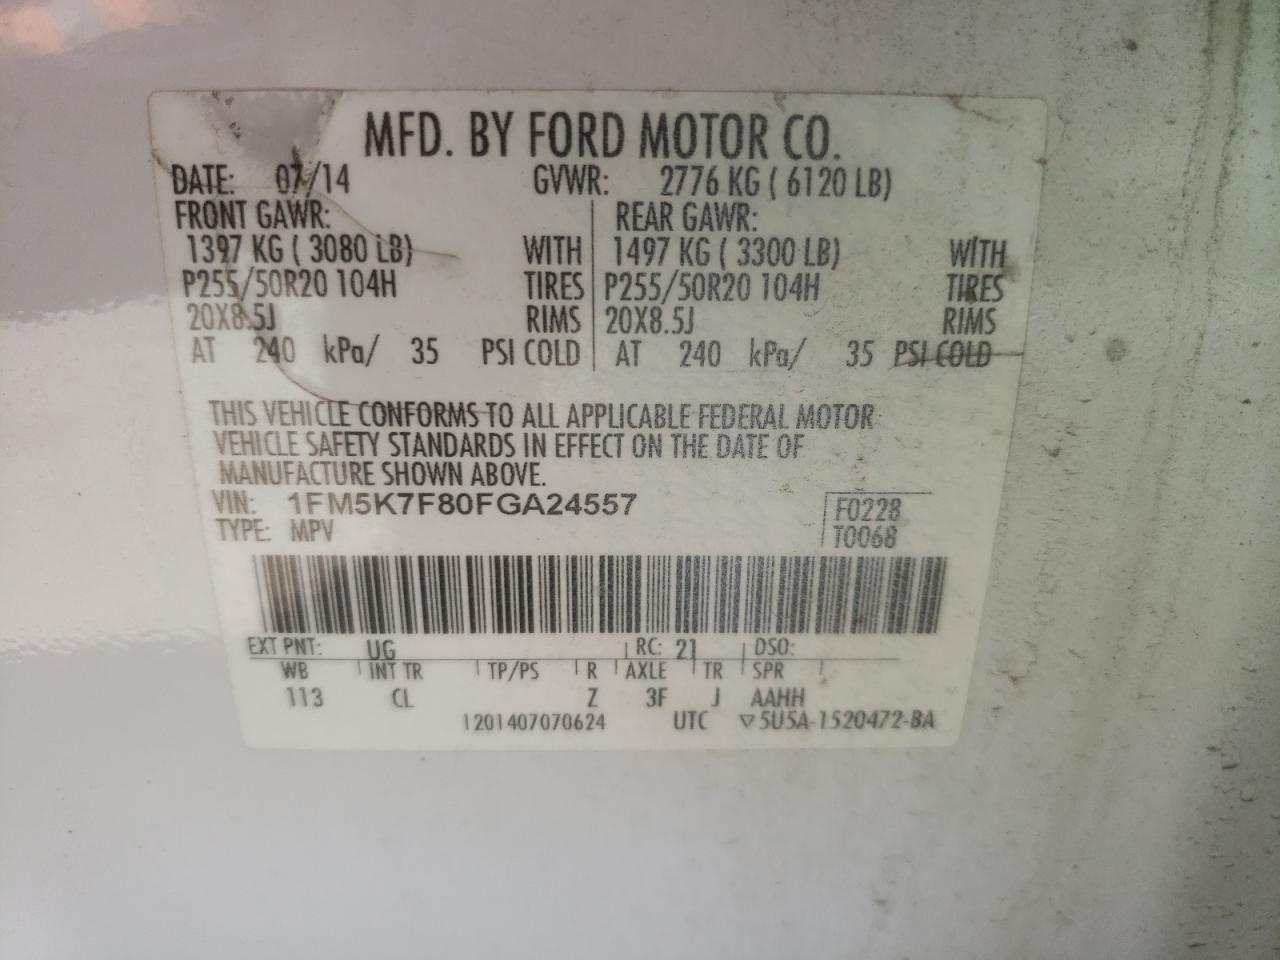 MFD. BY FORD MOTOR CO.
DATE: 07/14 GVWR: 2776 KG ( 6120 LB)
FRONT GAWR: REAR GAWR:
1397 KG ( 3080 LB) WITH 1497 KG ( 3300 LB) WITH
P255/50R20 104H TIRES P255/50R20 104H TIRES
20X8.5J RIMS 20X8.5J RIMS
AT 240 kPa/ 35 PSI COLD AT 240 kPa/ 35 PSI COLD
THIS VEHICLE CONFORMS TO ALL APPLICABLE FEDERAL MOTOR
VEHICLE SAFETY STANDARDS IN EFFECT ON THE DATE OF
MANUFACTURE SHOWN ABOVE.
VIN: 1FM5K7F80FGA24557 F0228
TYPE: MPV T0068
EXT PNT: UG RC: 21 DSO:
WB INT TR TP/PS R AXLE TR SPR
113 CL Z 3F J AAHH
1201407070624 UTC ▽5U5A-1520472-BA